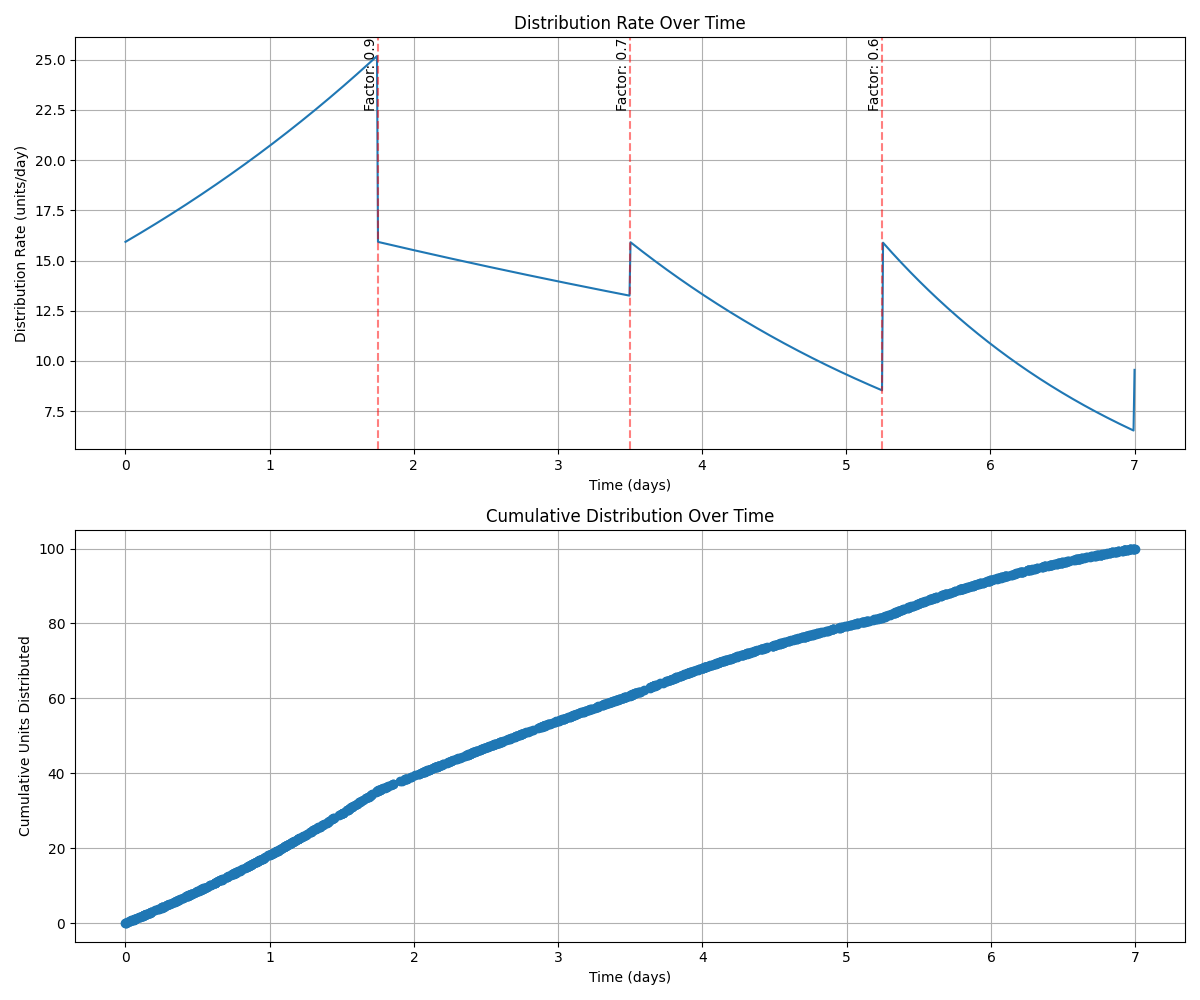 Distribution Rate Over Time
Distribution Rate (units/day)
25.0
22.5
20.0
17.5
15.0
12.5
10.0
7.5
Factor: 0.9
Factor: 0.7
Factor: 0.6
0 1 2 3 4 5 6 7
Time (days)
Cumulative Distribution Over Time
Cumulative Units Distributed
100
80
60
40
20
0
0 1 2 3 4 5 6 7
Time (days)